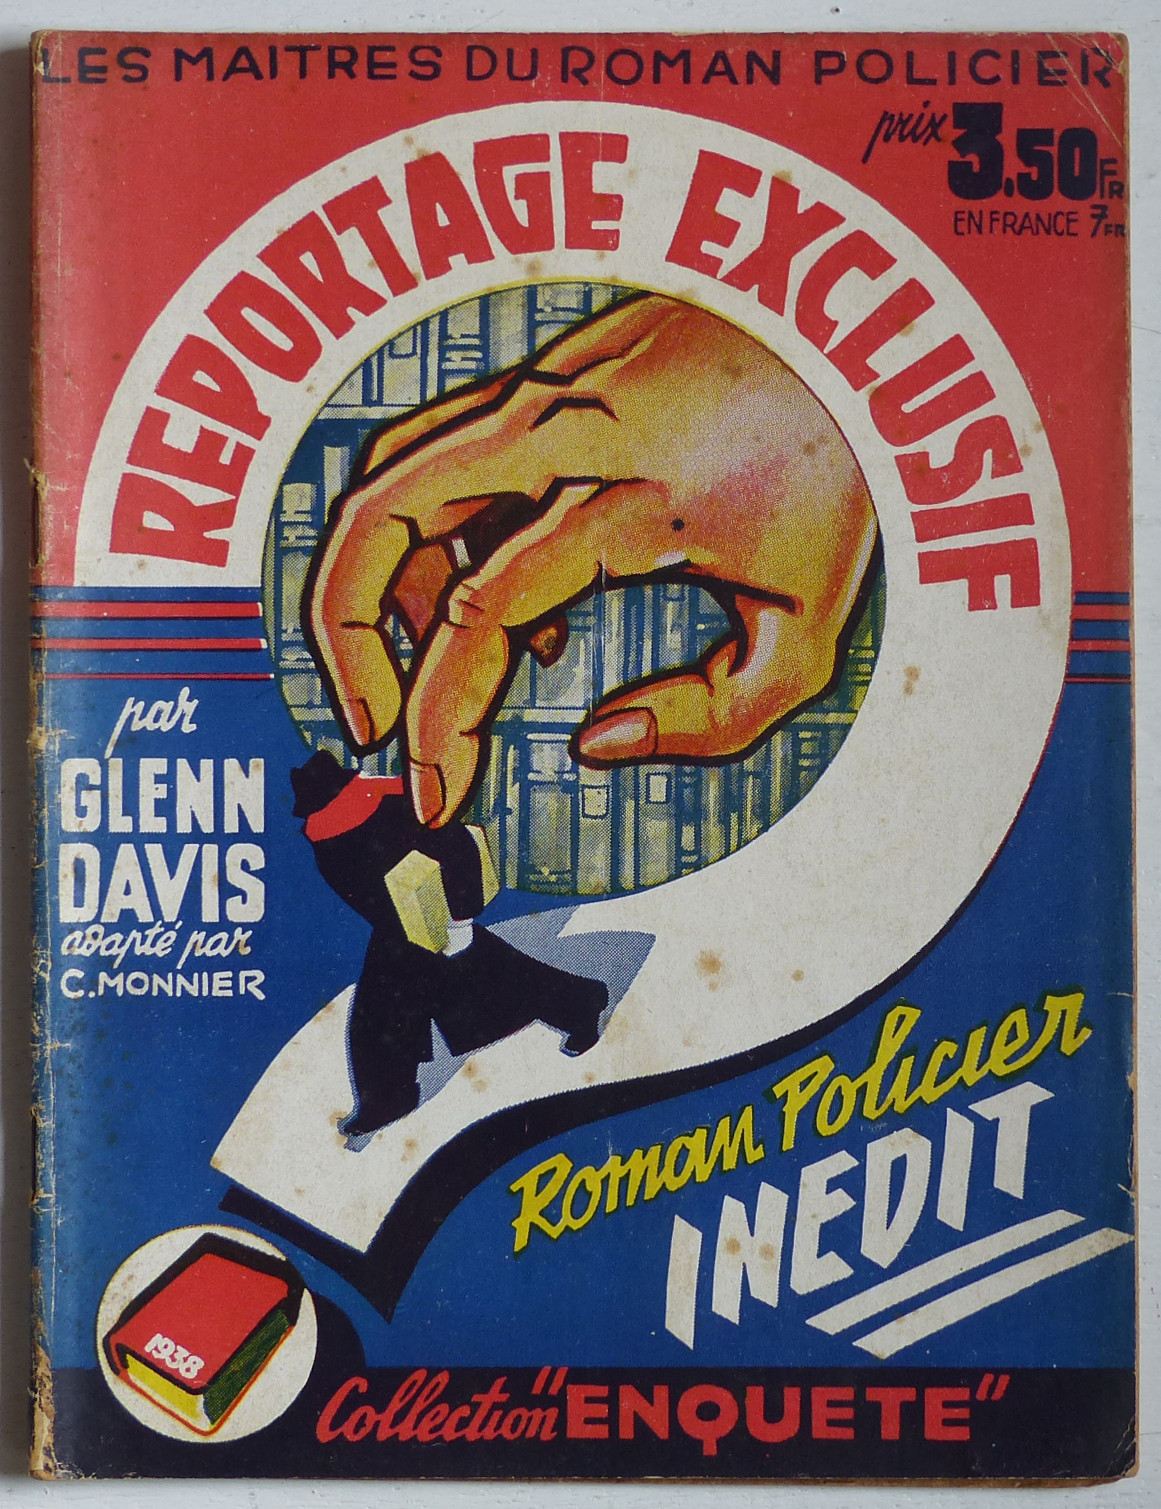 LES MAITRES DU ROMAN POLICIER
prix 3.50 FR
EN FRANCE 7 FR
REPORTAGE EXCLUSIF
par
GLENN
DAVIS
adapté par
C. MONNIER
Roman Policier
INEDIT
1938
Collection "ENQUETE"